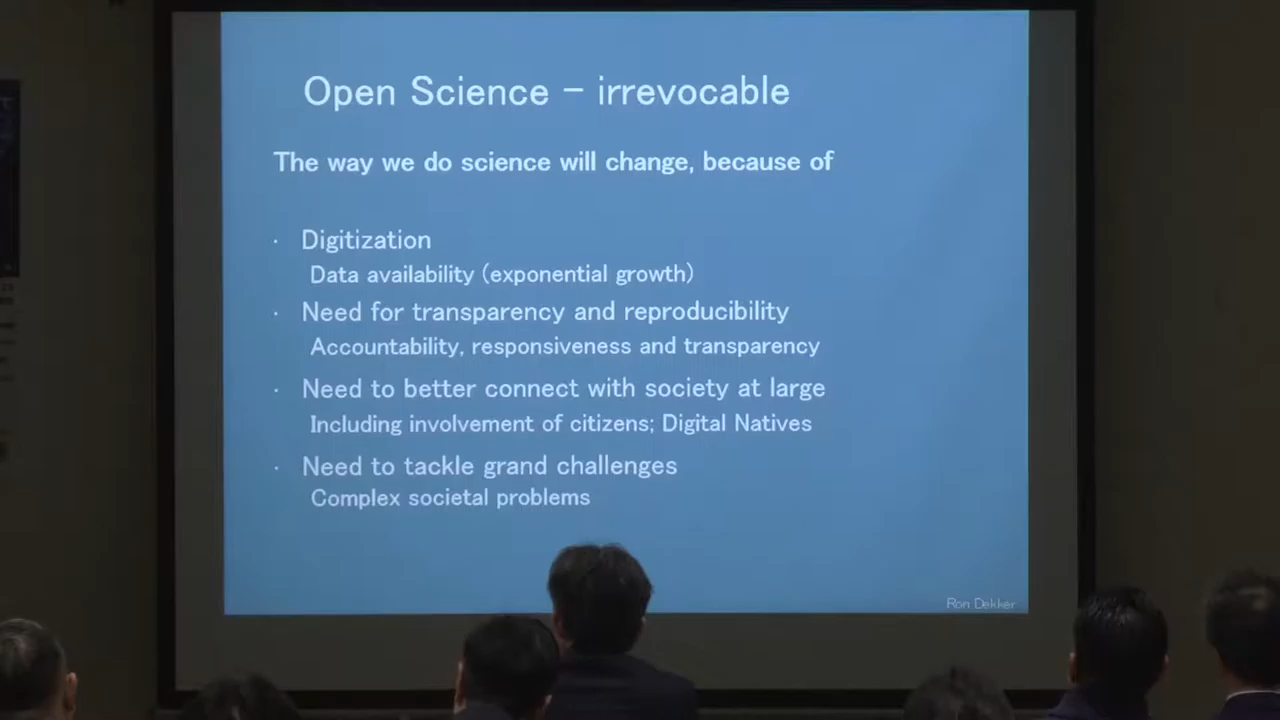 Open Science – irrevocable
The way we do science will change, because of
· Digitization
Data availability (exponential growth)
· Need for transparency and reproducibility
Accountability, responsiveness and transparency
· Need to better connect with society at large
Including involvement of citizens; Digital Natives
· Need to tackle grand challenges
Complex societal problems
Ron Dekker